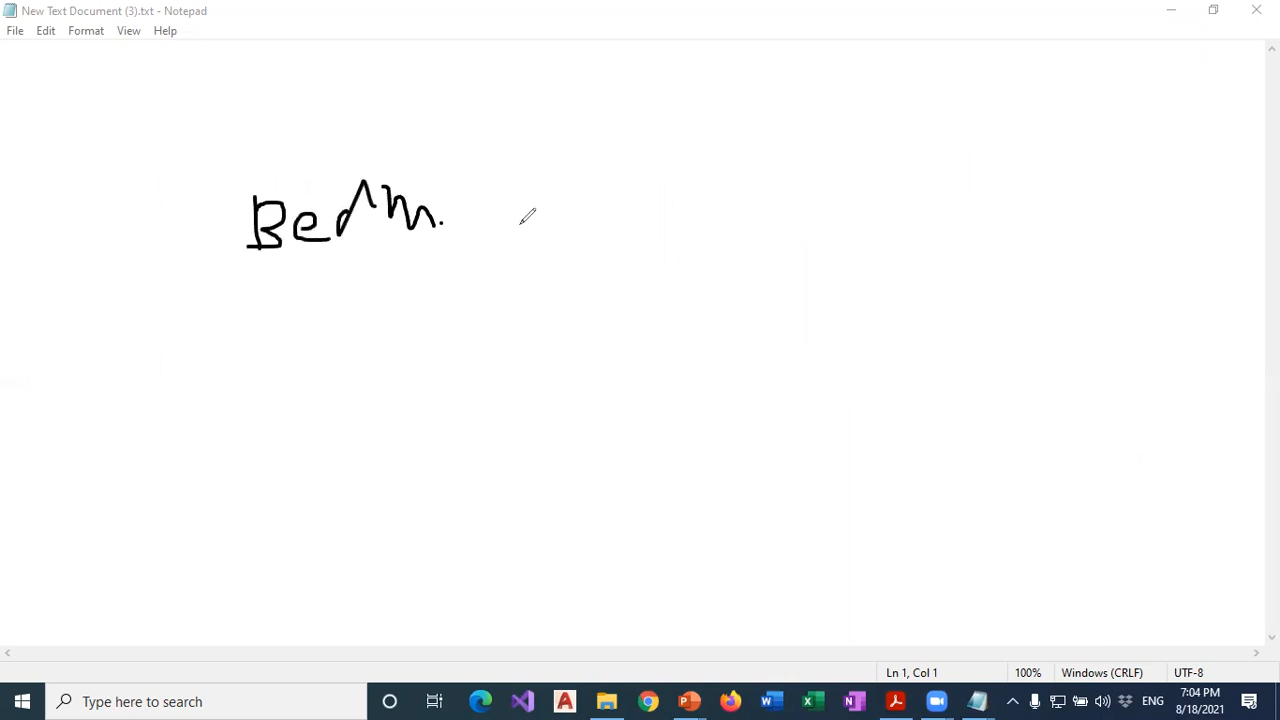 New Text Document (3).txt - Notepad
File Edit Format View Help
Ln 1, Col 1 100% Windows (CRLF) UTF-8
Type here to search
ENG
7:04 PM
8/18/2021